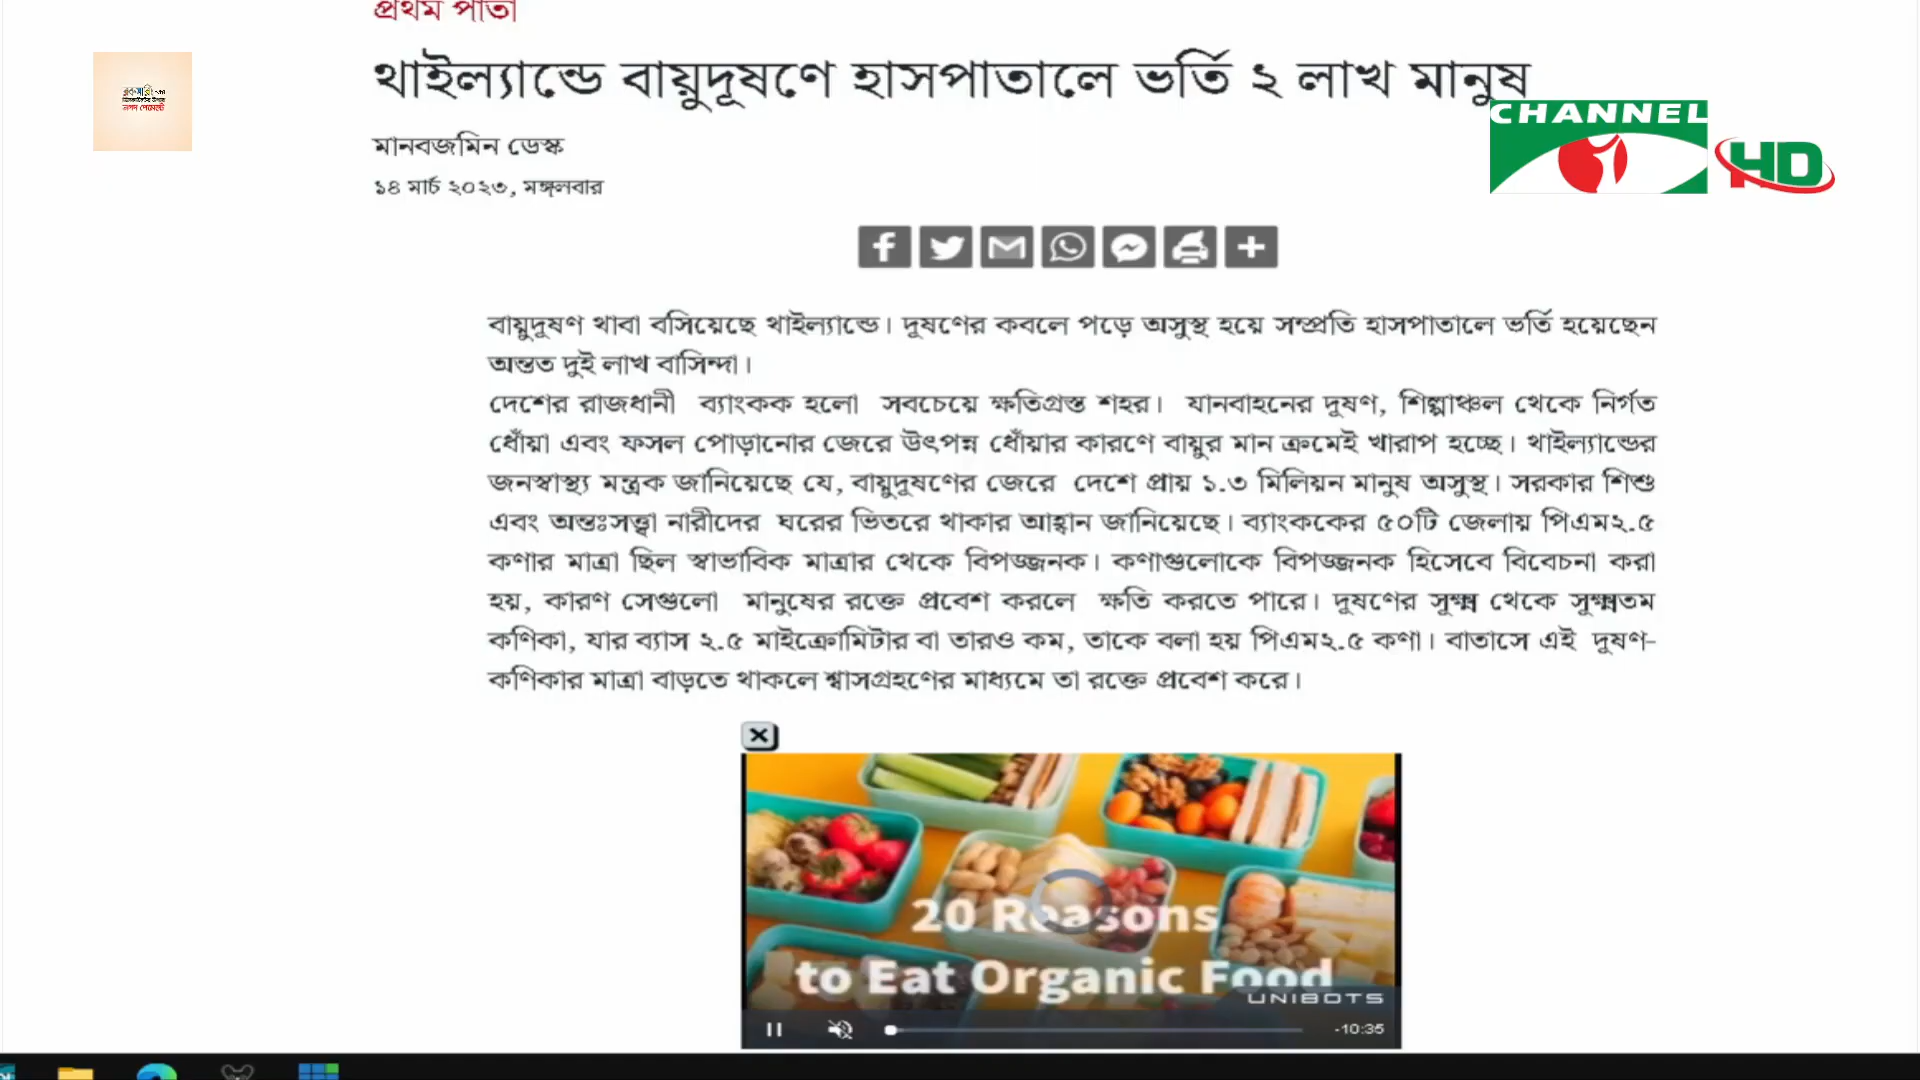 প্রথম পাতা
থাইল্যান্ডে বায়ুদূষণে হাসপাতালে ভর্তি ২ লাখ মানুষ
মানবজমিন ডেস্ক
১৪ মার্চ ২০২৩, মঙ্গলবার
CHANNEL
HD
বায়ুদূষণ থাবা বসিয়েছে থাইল্যান্ডে। দূষণের কবলে পড়ে অসুস্থ হয়ে সম্প্রতি হাসপাতালে ভর্তি হয়েছেন
অন্তত দুই লাখ বাসিন্দা।
দেশের রাজধানী ব্যাংকক হলো সবচেয়ে ক্ষতিগ্রস্ত শহর। যানবাহনের দূষণ, শিল্পাঞ্চল থেকে নির্গত
ধোঁয়া এবং ফসল পোড়ানোর জেরে উৎপন্ন ধোঁয়ার কারণে বায়ুর মান ক্রমেই খারাপ হচ্ছে। থাইল্যান্ডের
জনস্বাস্থ্য মন্ত্রক জানিয়েছে যে, বায়ুদূষণের জেরে দেশে প্রায় ১.৩ মিলিয়ন মানুষ অসুস্থ। সরকার শিশু
এবং অন্তঃসত্ত্বা নারীদের ঘরের ভিতরে থাকার আহ্বান জানিয়েছে। ব্যাংককের ৫০টি জেলায় পিএম২.৫
কণার মাত্রা ছিল স্বাভাবিক মাত্রার থেকে বিপজ্জনক। কণাগুলোকে বিপজ্জনক হিসেবে বিবেচনা করা
হয়, কারণ সেগুলো মানুষের রক্তে প্রবেশ করলে ক্ষতি করতে পারে। দূষণের সূক্ষ্ম থেকে সূক্ষ্মতম
কণিকা, যার ব্যাস ২.৫ মাইক্রোমিটার বা তারও কম, তাকে বলা হয় পিএম২.৫ কণা। বাতাসে এই দূষণ-
কণিকার মাত্রা বাড়তে থাকলে শ্বাসগ্রহণের মাধ্যমে তা রক্তে প্রবেশ করে।
20 Reasons
to Eat Organic Food
UNIBOTS
-10:35